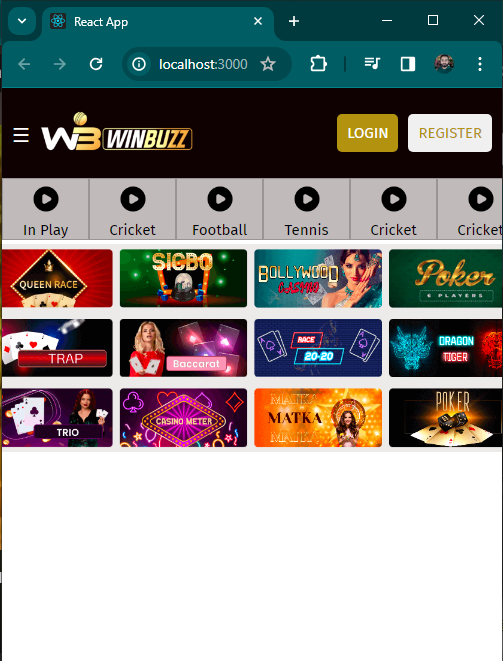 React App
localhost:3000
WB WINBUZZ LOGIN REGISTER
In Play Cricket Football Tennis Cricket Cricket
QUEEN RACE SICBO BOLLYWOOD CASINO Poker 6 PLAYERS
TRAP Baccarat RACE 20-20 DRAGON TIGER
TRIO CASINO METER MATKA MATKA MATKA POKER